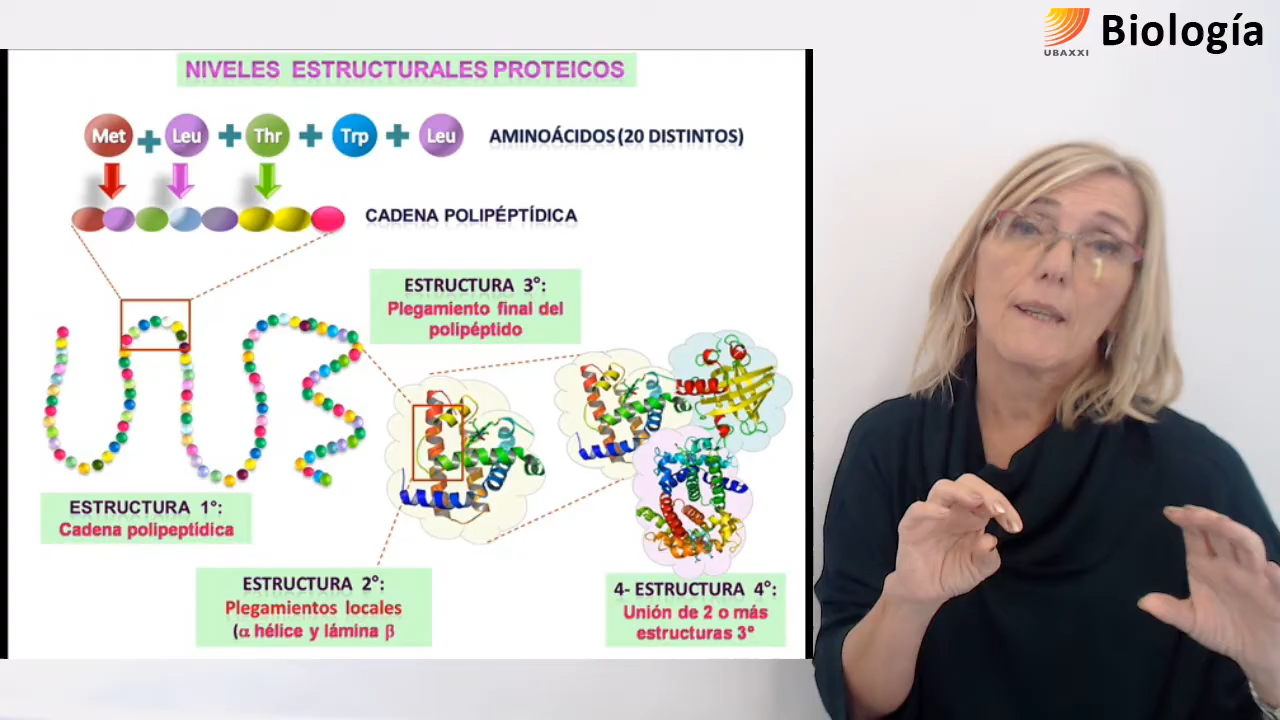 UBAXXI
Biología
NIVELES ESTRUCTURALES PROTEICOS
Met
Leu
Thr
Trp
Leu
AMINOÁCIDOS (20 DISTINTOS)
CADENA POLIPÉPTÍDICA
ESTRUCTURA 3°:
Plegamiento final del
polipéptido
ESTRUCTURA 1°:
Cadena polipeptídica
ESTRUCTURA 2°:
Plegamientos locales
(α hélice y lámina β
4- ESTRUCTURA 4°:
Unión de 2 o más
estructuras 3°